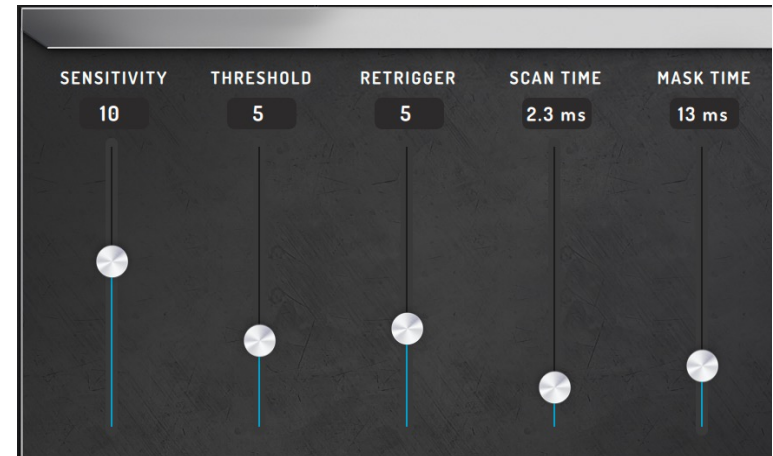 SENSITIVITY THRESHOLD RETRIGGER SCAN TIME MASK TIME
10 5 5 2.3 ms 13 ms